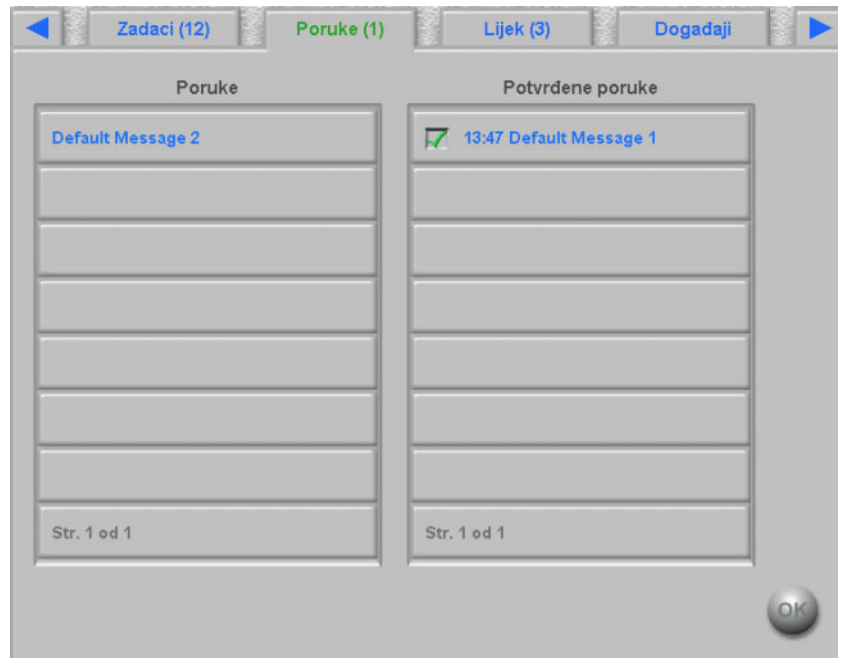 Zadaci (12) Poruke (1) Lijek (3) Događaji
Poruke Potvrđene poruke
Default Message 2
13:47 Default Message 1
Str. 1 od 1
Str. 1 od 1
OK